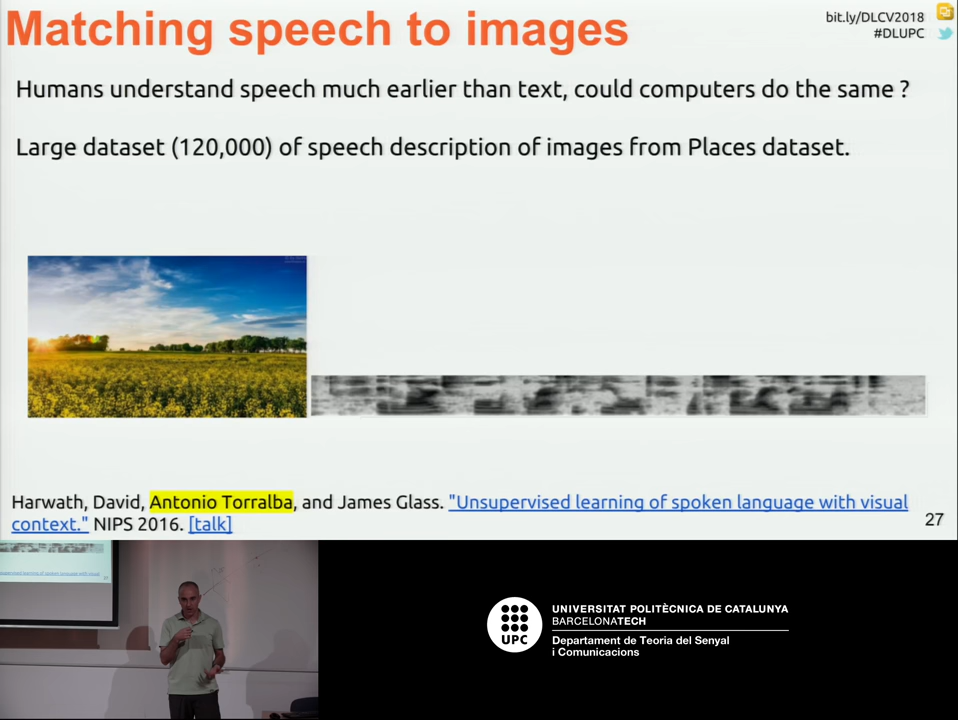 Matching speech to images
bit.ly/DLCV2018
#DLUPC
Humans understand speech much earlier than text, could computers do the same ?
Large dataset (120,000) of speech description of images from Places dataset.
Harwath, David, Antonio Torralba, and James Glass. "Unsupervised learning of spoken language with visual
context." NIPS 2016. [talk]
27
UPC
UNIVERSITAT POLITÈCNICA DE CATALUNYA
BARCELONATECH
Departament de Teoria del Senyal
i Comunicacions